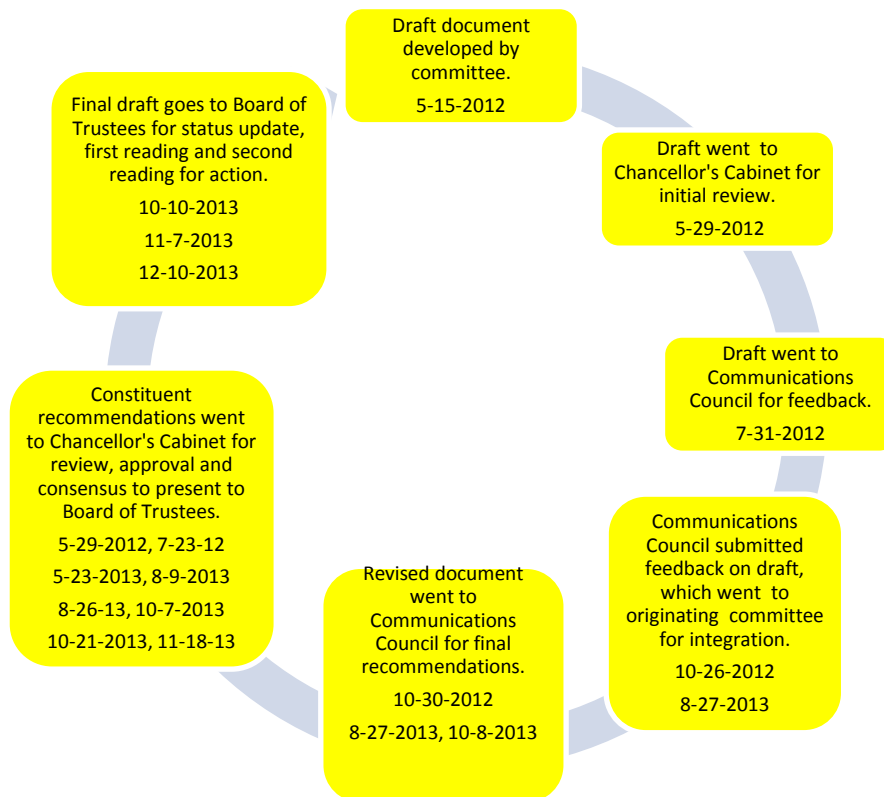 Draft document
developed by
committee.
5-15-2012
Draft went to
Chancellor's Cabinet for
initial review.
5-29-2012
Draft went to
Communications
Council for feedback.
7-31-2012
Communications
Council submitted
feedback on draft,
which went to
originating committee
for integration.
10-26-2012
8-27-2013
Revised document
went to
Communications
Council for final
recommendations.
10-30-2012
8-27-2013, 10-8-2013
Constituent
recommendations went
to Chancellor's Cabinet for
review, approval and
consensus to present to
Board of Trustees.
5-29-2012, 7-23-12
5-23-2013, 8-9-2013
8-26-13, 10-7-2013
10-21-2013, 11-18-13
Final draft goes to Board of
Trustees for status update,
first reading and second
reading for action.
10-10-2013
11-7-2013
12-10-2013